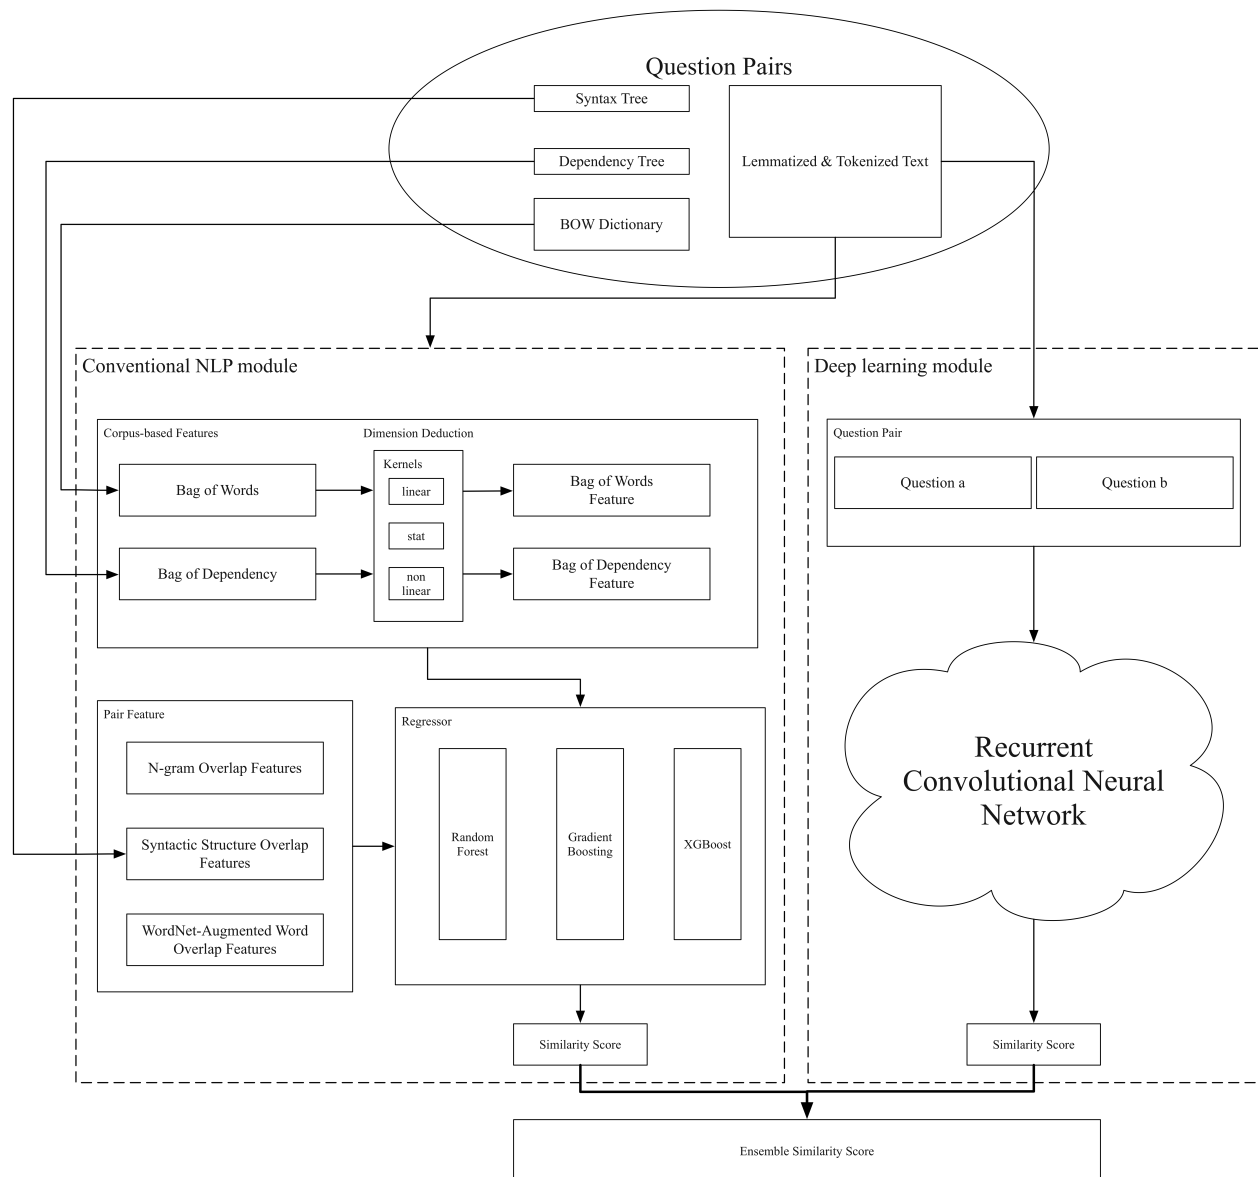 Question Pairs
Syntax Tree
Dependency Tree
BOW Dictionary
Lemmatized & Tokenized Text
Conventional NLP module
Corpus-based Features
Dimension Deduction
Bag of Words
Kernels
linear
stat
non
linear
Bag of Words
Feature
Bag of Dependency
Bag of Dependency
Feature
Pair Feature
N-gram Overlap Features
Syntactic Structure Overlap
Features
WordNet-Augmented Word
Overlap Features
Regressor
Random
Forest
Gradient
Boosting
XGBoost
Similarity Score
Deep learning module
Question Pair
Question a
Question b
Recurrent
Convolutional Neural
Network
Similarity Score
Ensemble Similarity Score